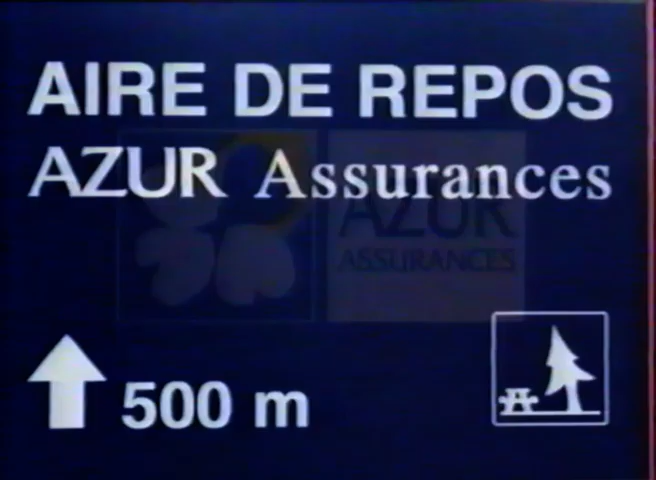 AIRE DE REPOS
AZUR Assurances
AZUR
ASSURANCES
500 m